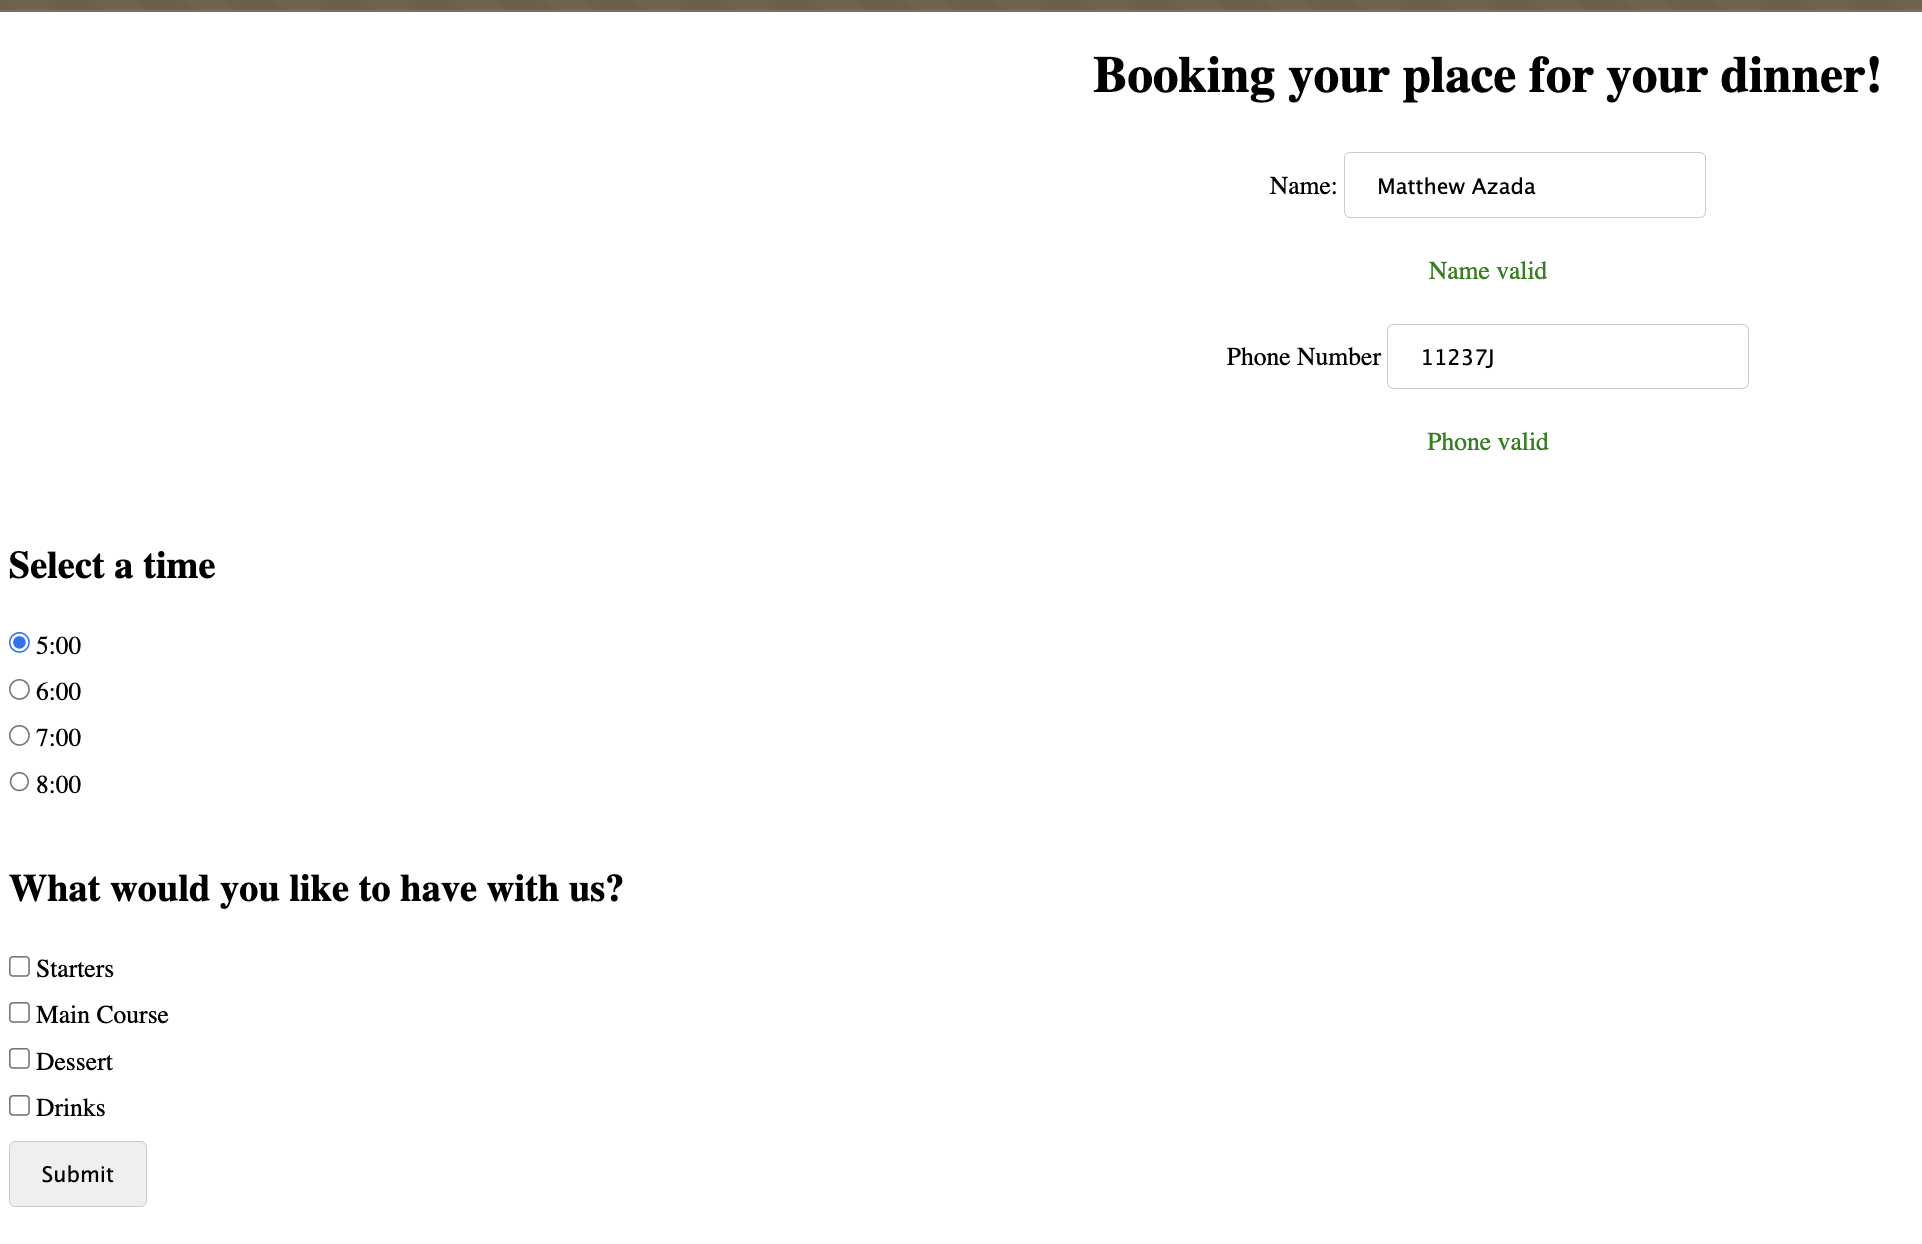 Booking your place for your dinner!
Name: Matthew Azada
Name valid
Phone Number 11237J
Phone valid
Select a time
5:00
6:00
7:00
8:00
What would you like to have with us?
Starters
Main Course
Dessert
Drinks
Submit